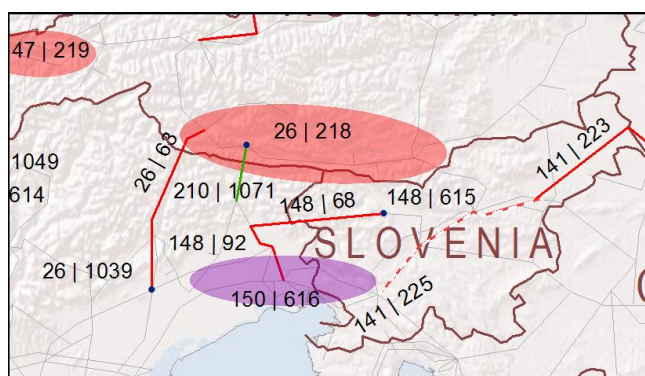 47 | 219
26 | 218
141 | 223
26 | 68
1049
614
210 | 1071
148 | 68
148 | 615
148 | 92
SLOVENIA
26 | 1039
150 | 616
141 | 225